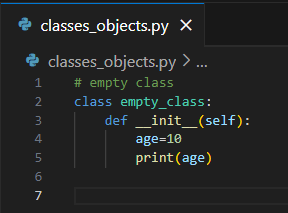 classes_objects.py ×
classes_objects.py > ...
1 # empty class
2 class empty_class:
3     def __init__(self):
4         age=10
5         print(age)
6
7